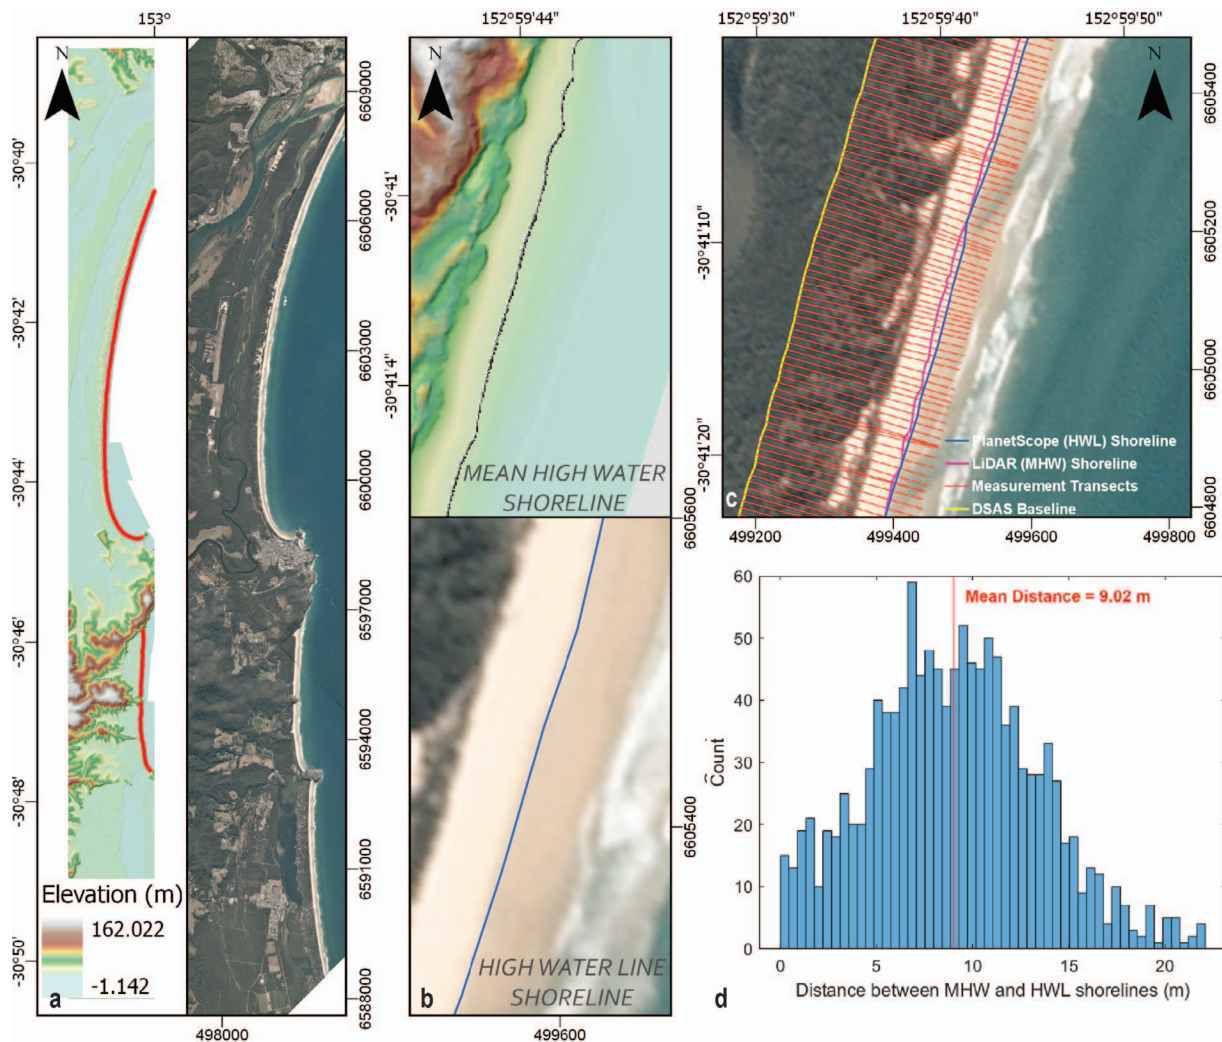 153°
N
-30°40'
-30°42'
-30°44'
-30°46'
-30°48'
-30°50'
Elevation (m)
162.022
-1.142
a
6609000
6606000
6603000
6600000
6597000
6594000
6591000
6588000
498000
152°59'44"
N
-30°41'
-30°41'4"
MEAN HIGH WATER
SHORELINE
6605600
6605400
HIGH WATER LINE
SHORELINE
b
499600
152°59'30"
152°59'40"
152°59'50"
N
-30°41'10"
-30°41'20"
6605400
6605200
6605000
6604800
PlanetScope (HWL) Shoreline
LiDAR (MHW) Shoreline
Measurement Transects
DSAS Baseline
c
499200
499400
499600
499800
60
50
40
30
20
10
0
Count
Mean Distance = 9.02 m
0
5
10
15
20
Distance between MHW and HWL shorelines (m)
d